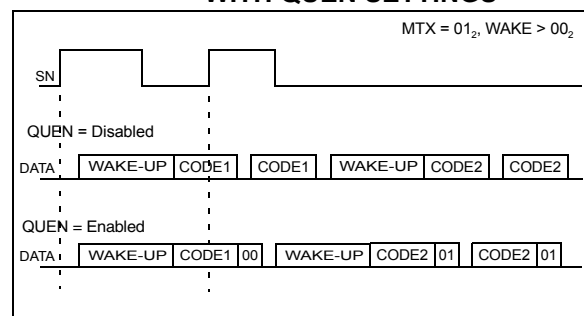 WITH QUEN SETTINGS
MTX = 01₂, WAKE > 00₂
SN
QUEN = Disabled
DATA WAKE-UP CODE1 CODE1 WAKE-UP CODE2 CODE2
QUEN = Enabled
DATA WAKE-UP CODE1 00 WAKE-UP CODE2 01 CODE2 01